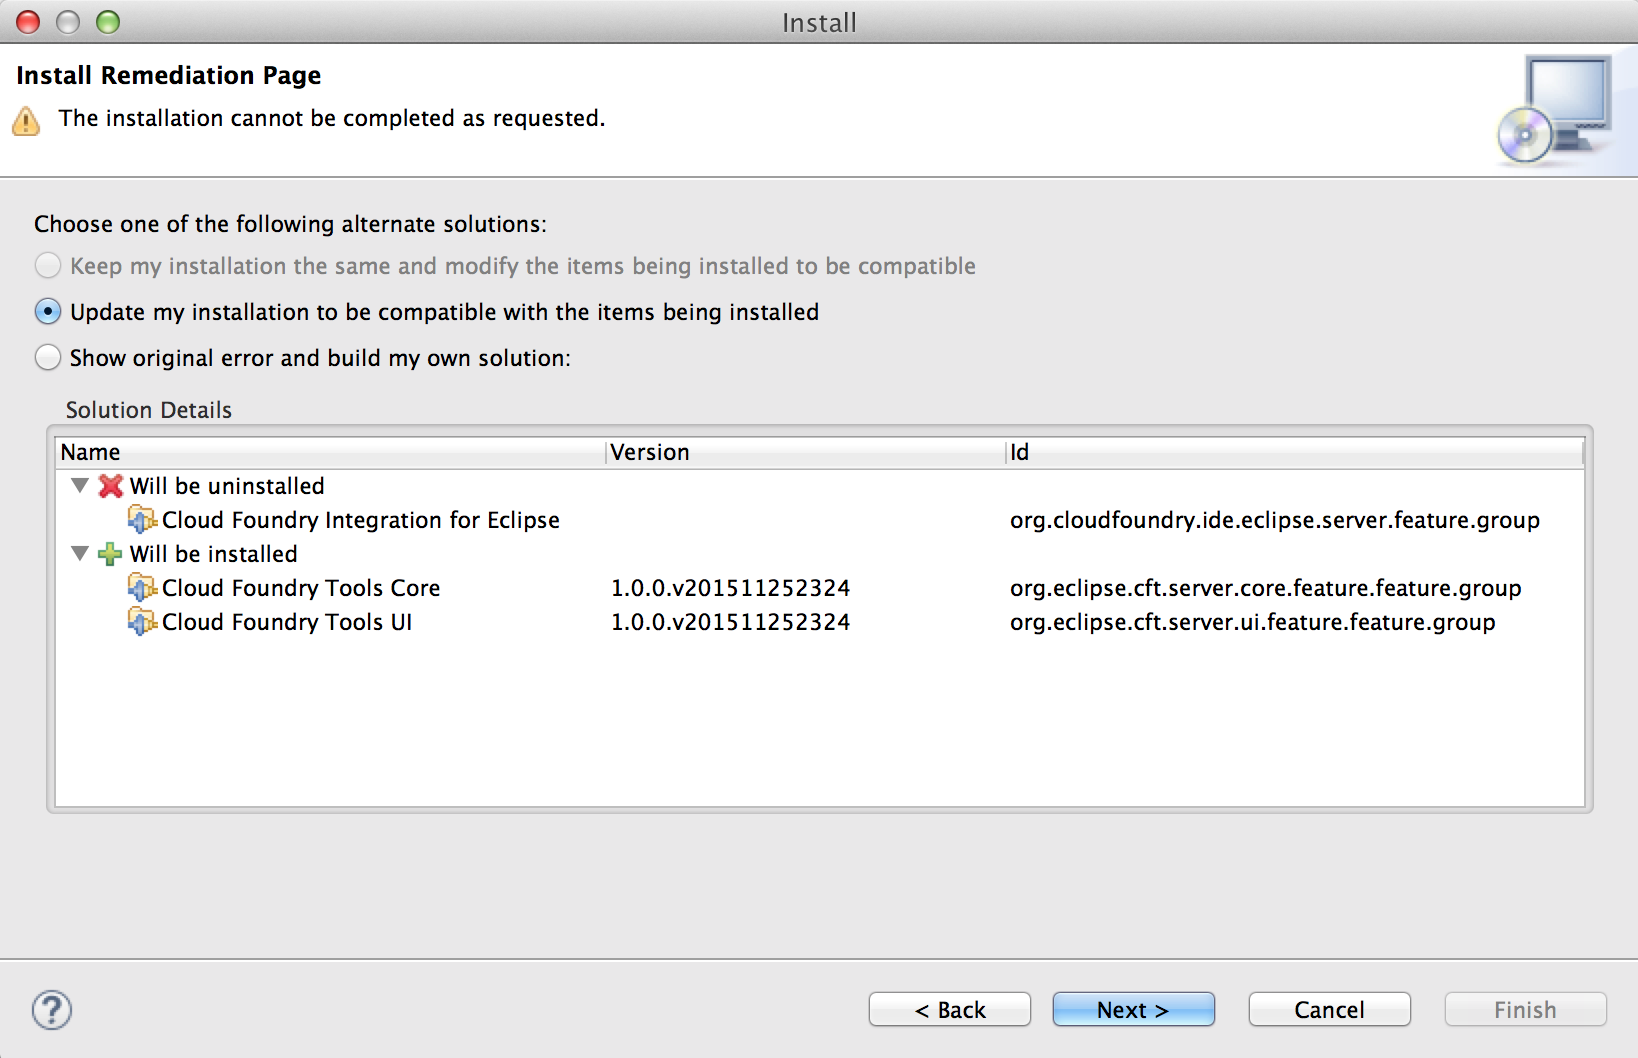 Install
Install Remediation Page
The installation cannot be completed as requested.
Choose one of the following alternate solutions:
Keep my installation the same and modify the items being installed to be compatible
Update my installation to be compatible with the items being installed
Show original error and build my own solution:
Solution Details
Name Version Id
Will be uninstalled
Cloud Foundry Integration for Eclipse org.cloudfoundry.ide.eclipse.server.feature.group
Will be installed
Cloud Foundry Tools Core 1.0.0.v201511252324 org.eclipse.cft.server.core.feature.feature.group
Cloud Foundry Tools UI 1.0.0.v201511252324 org.eclipse.cft.server.ui.feature.feature.group
? < Back Next > Cancel Finish